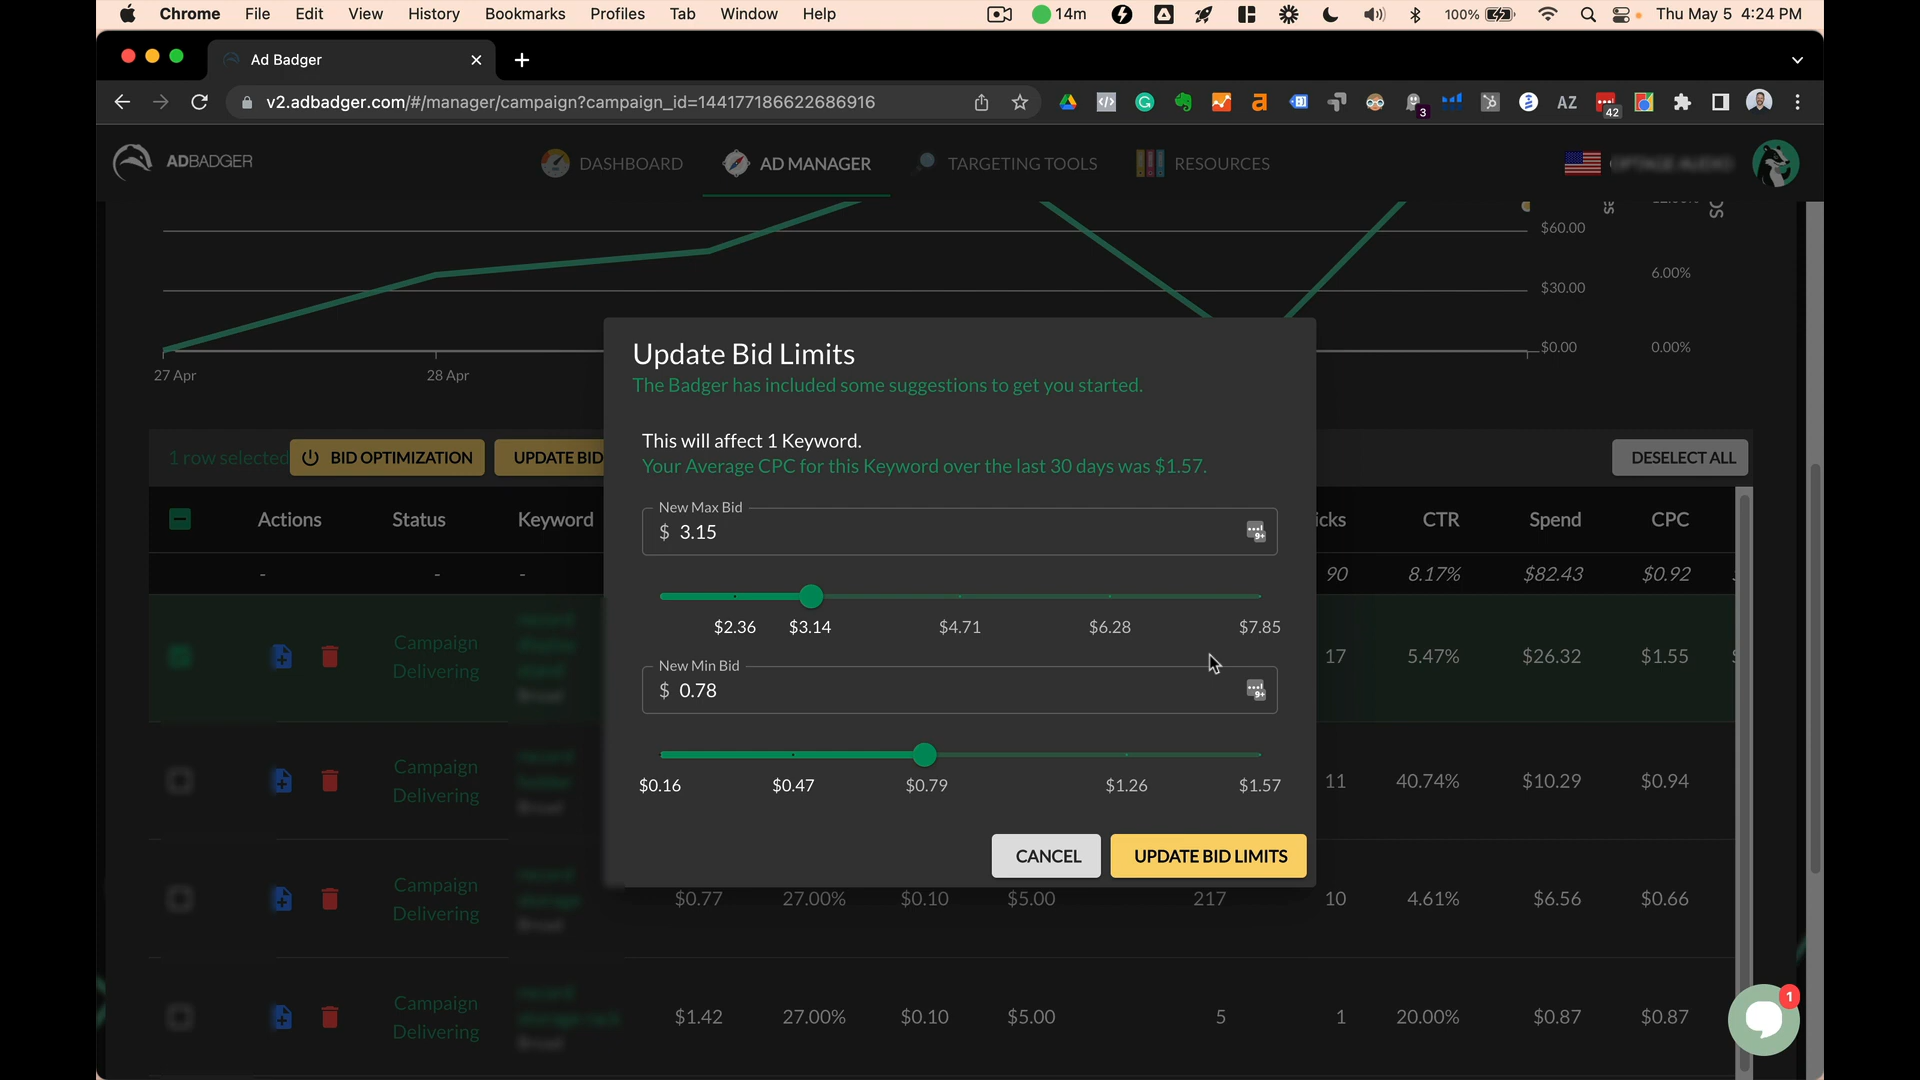 Chrome File Edit View History Bookmarks Profiles Tab Window Help 14m 100% Thu May 5 4:24 PM
Ad Badger
v2.adbadger.com/#/manager/campaign?campaign_id=144177186622686916 3 AZ 42
ADBADGER DASHBOARD AD MANAGER TARGETING TOOLS RESOURCES
$60.00
6.00%
$30.00
$0.00 0.00%
27 Apr 28 Apr
Update Bid Limits
The Badger has included some suggestions to get you started.
This will affect 1 Keyword.
Your Average CPC for this Keyword over the last 30 days was $1.57.
New Max Bid
$ 3.15
$2.36 $3.14 $4.71 $6.28 $7.85
New Min Bid
$ 0.78
$0.16 $0.47 $0.79 $1.26 $1.57
CANCEL UPDATE BID LIMITS
1 row selected BID OPTIMIZATION UPDATE BID DESELECT ALL
Actions Status Keyword icks CTR Spend CPC
- - - 90 8.17% $82.43 $0.92
Campaign
Delivering 17 5.47% $26.32 $1.55
Campaign
Delivering 11 40.74% $10.29 $0.94
Campaign
Delivering $0.77 27.00% $0.10 $5.00 217 10 4.61% $6.56 $0.66
Campaign
Delivering $1.42 27.00% $0.10 $5.00 5 1 20.00% $0.87 $0.87
1